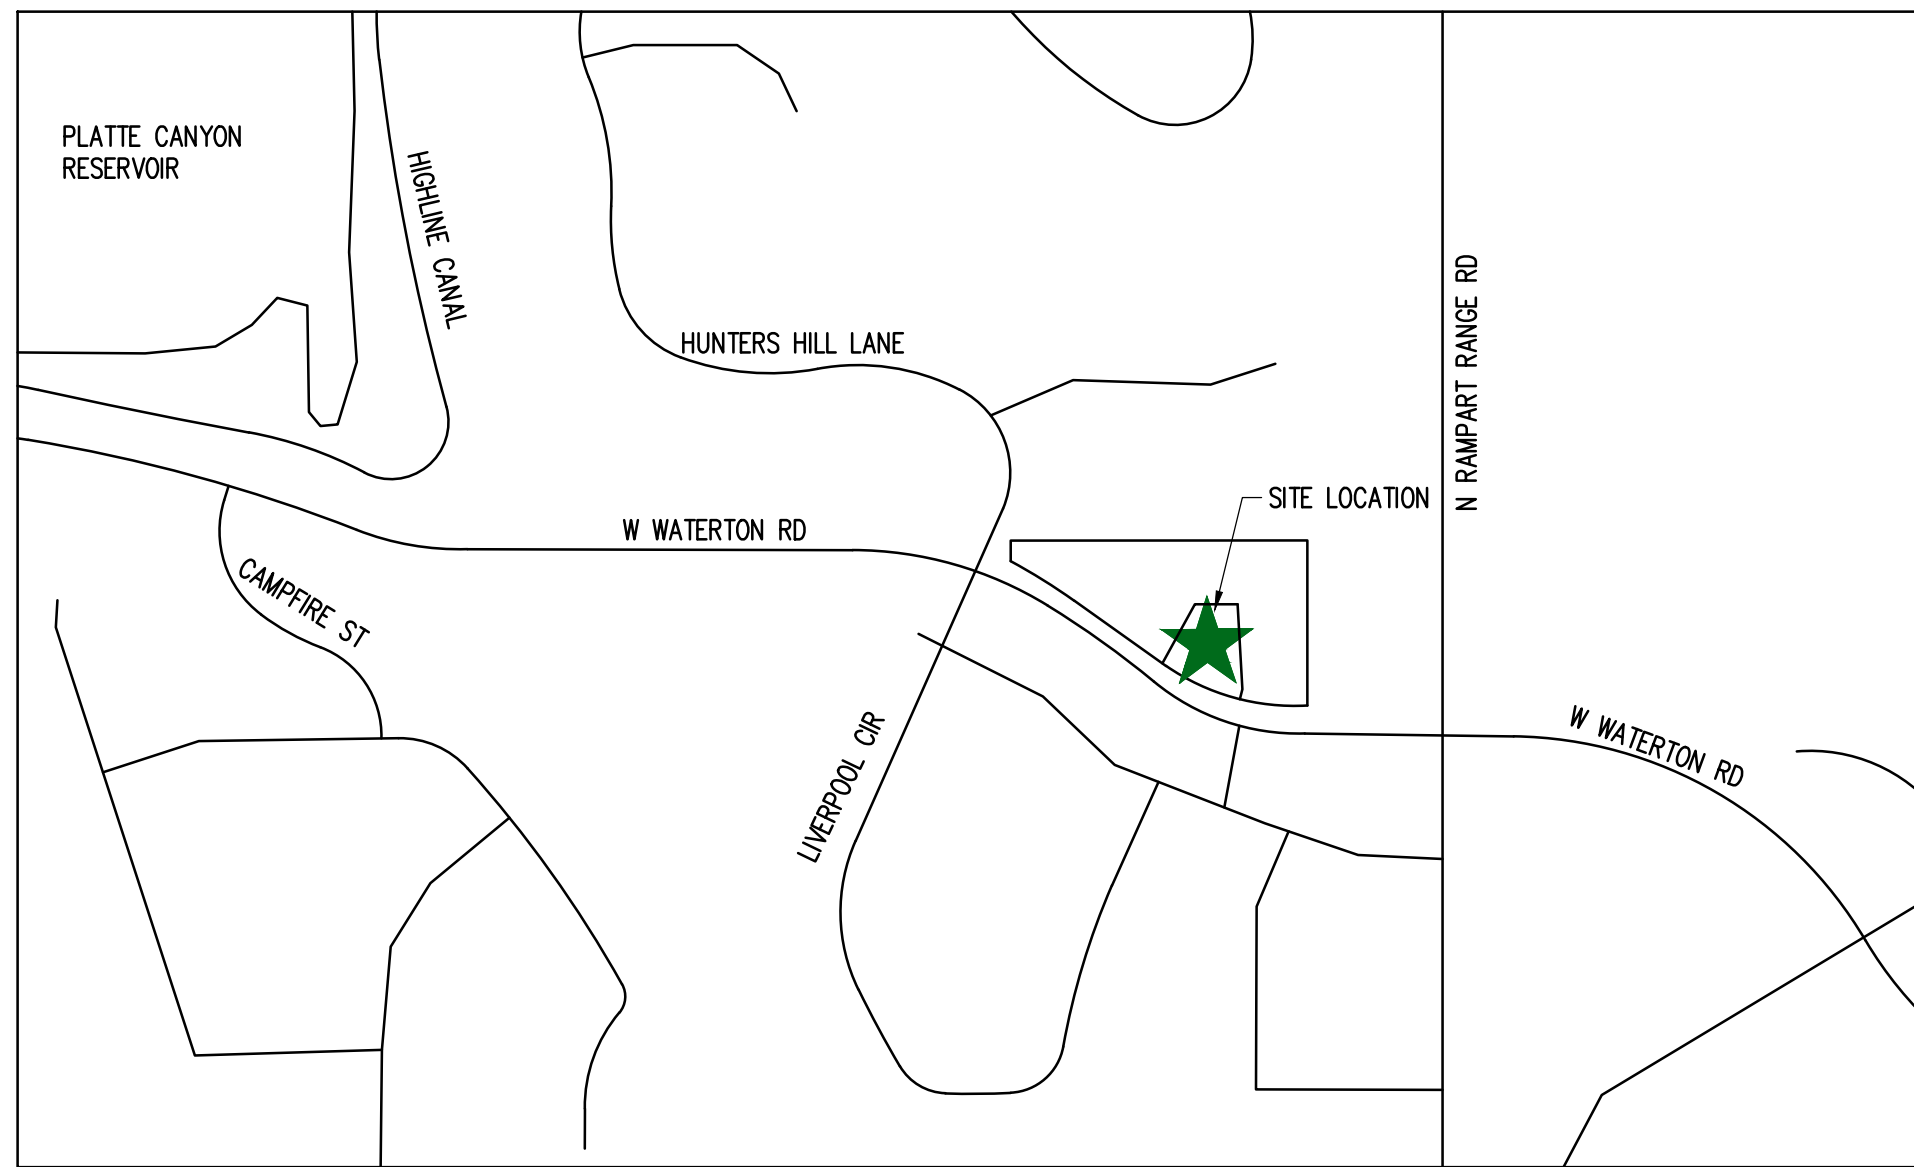 PLATTE CANYON
RESERVOIR
HIGHLINE CANAL
HUNTERS HILL LANE
N RAMPART RANGE RD
SITE LOCATION
W WATERTON RD
CAMPFIRE ST
LIVERPOOL CIR
W WATERTON RD